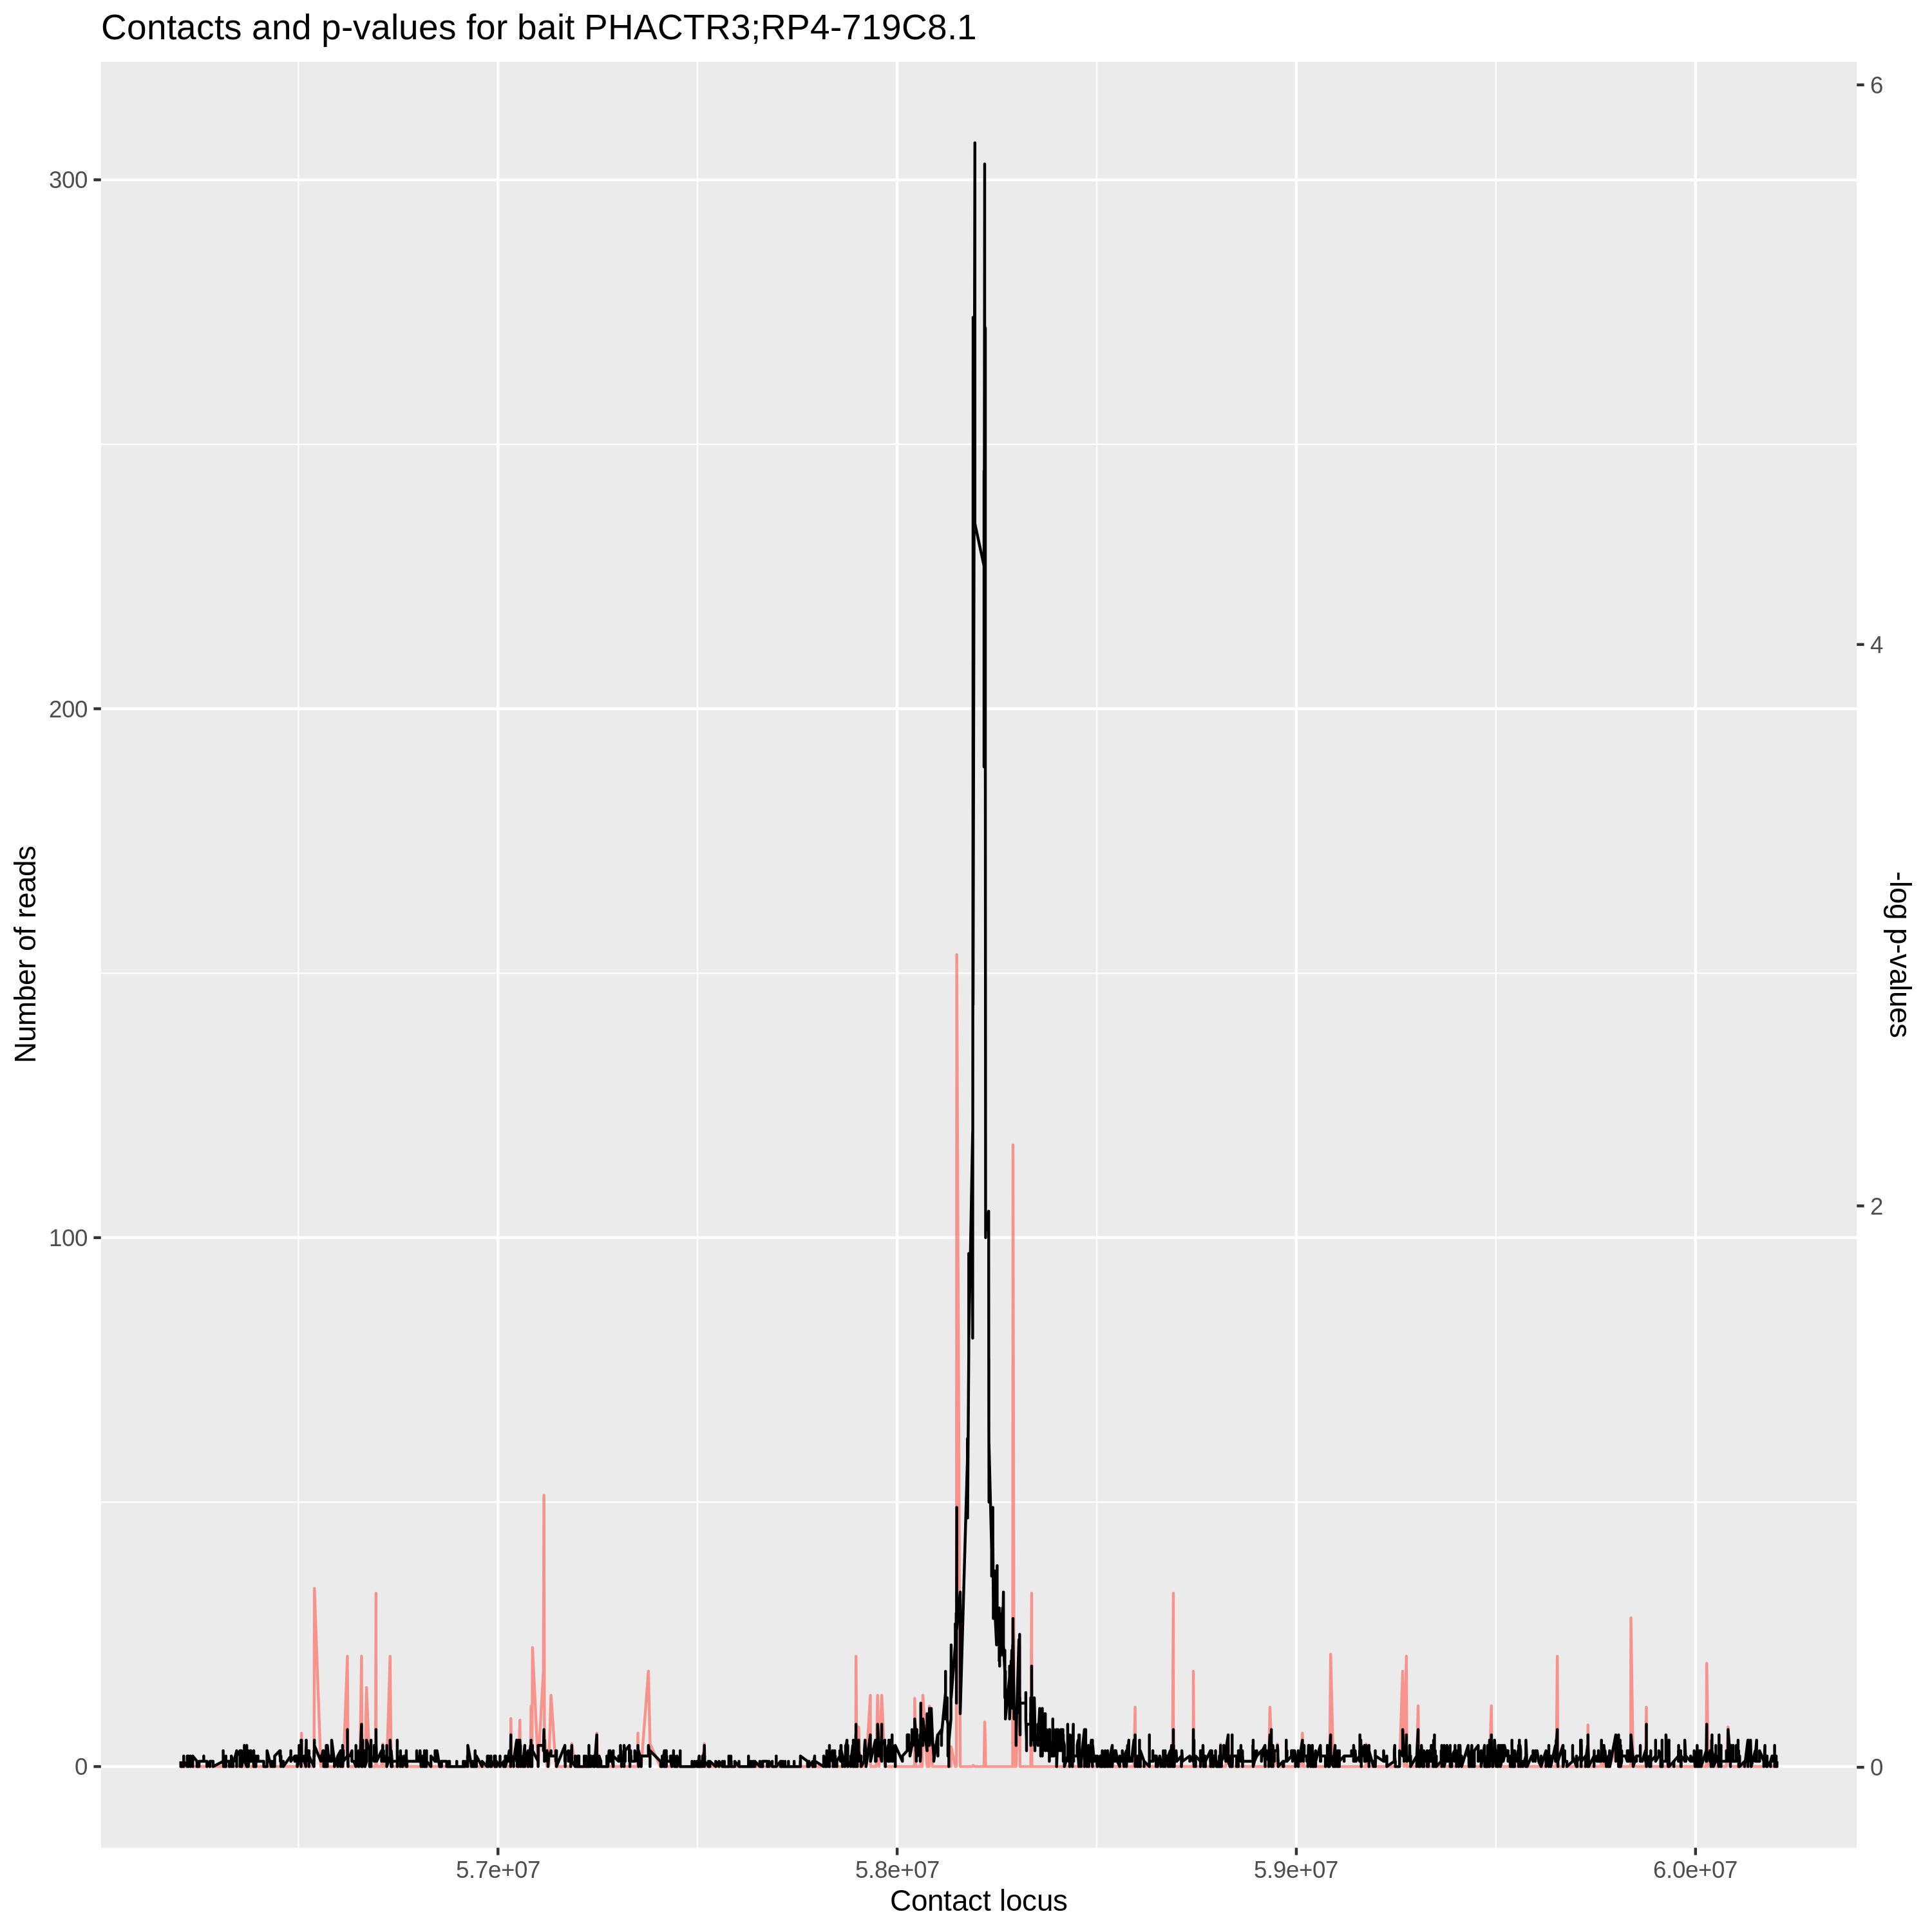 Contacts and p-values for bait PHACTR3;RP4-719C8.1
300
200
100
0
Number of reads
6
4
2
0
-log p-values
5.7e+07
5.8e+07
5.9e+07
6.0e+07
Contact locus